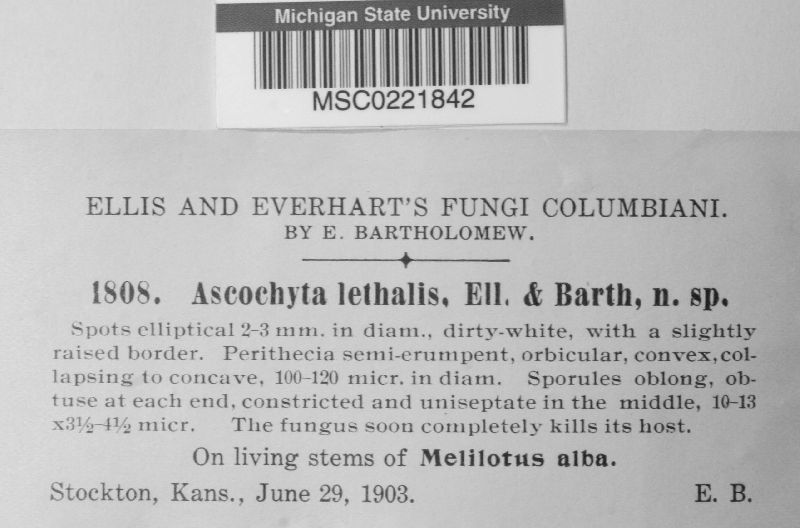 Michigan State University
MSC0221842
ELLIS AND EVERHART'S FUNGI COLUMBIANI.
BY E. BARTHOLOMEW.
1808. Ascochyta lethalis, Ell. & Barth, n. sp.
Spots elliptical 2-3 mm. in diam., dirty-white, with a slightly
raised border. Perithecia semi-erumpent, orbicular, convex, col-
lapsing to concave, 100-120 micr. in diam. Sporules oblong, ob-
tuse at each end, constricted and uniseptate in the middle, 10-13
x3½-4½ micr. The fungus soon completely kills its host.
On living stems of Melilotus alba.
Stockton, Kans., June 29, 1903. E. B.